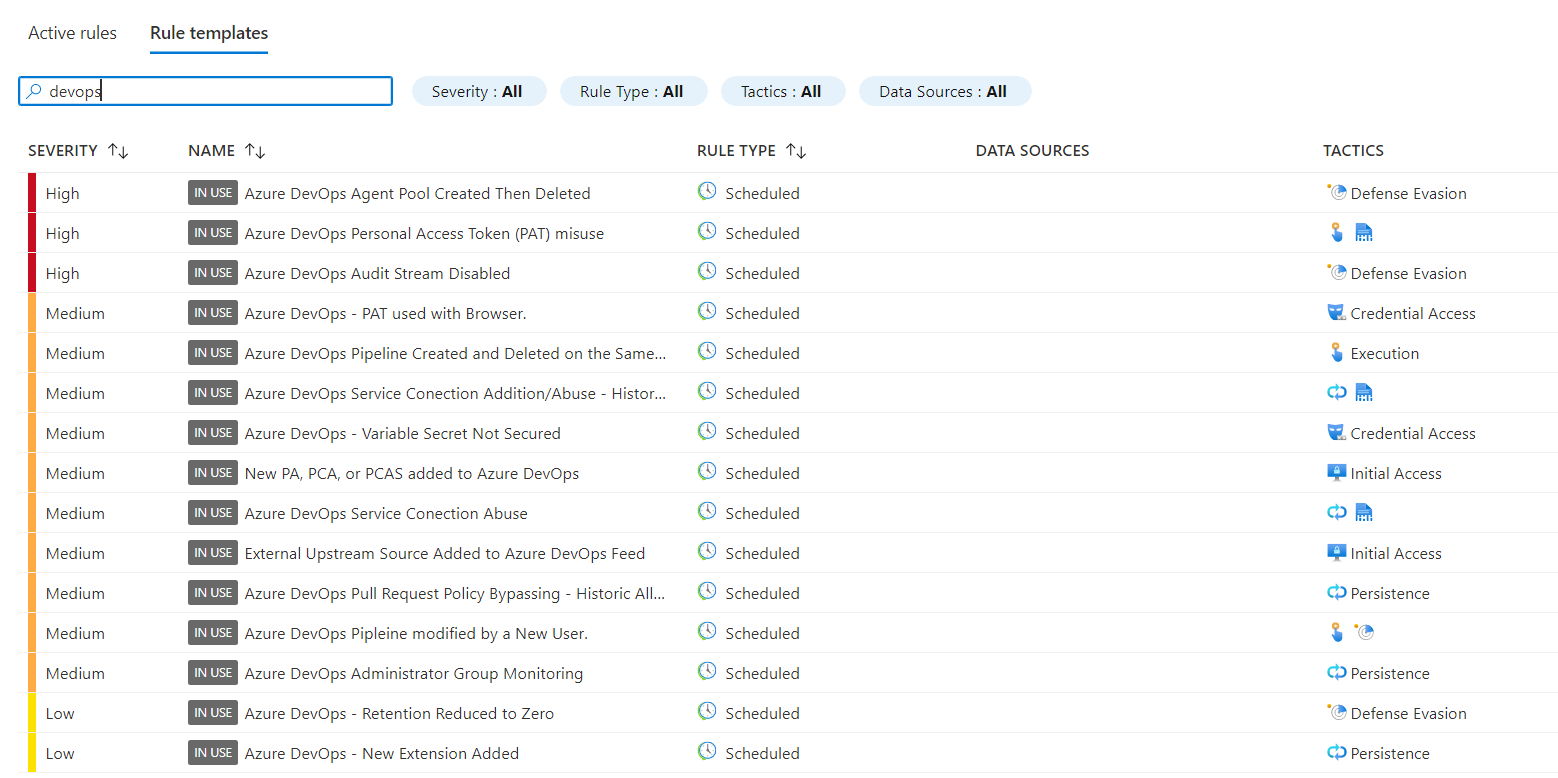 Active rules Rule templates
devops Severity : All Rule Type : All Tactics : All Data Sources : All
SEVERITY NAME RULE TYPE DATA SOURCES TACTICS
High IN USE Azure DevOps Agent Pool Created Then Deleted Scheduled Defense Evasion
High IN USE Azure DevOps Personal Access Token (PAT) misuse Scheduled
High IN USE Azure DevOps Audit Stream Disabled Scheduled Defense Evasion
Medium IN USE Azure DevOps - PAT used with Browser. Scheduled Credential Access
Medium IN USE Azure DevOps Pipeline Created and Deleted on the Same... Scheduled Execution
Medium IN USE Azure DevOps Service Conection Addition/Abuse - Histor... Scheduled
Medium IN USE Azure DevOps - Variable Secret Not Secured Scheduled Credential Access
Medium IN USE New PA, PCA, or PCAS added to Azure DevOps Scheduled Initial Access
Medium IN USE Azure DevOps Service Conection Abuse Scheduled
Medium IN USE External Upstream Source Added to Azure DevOps Feed Scheduled Initial Access
Medium IN USE Azure DevOps Pull Request Policy Bypassing - Historic All... Scheduled Persistence
Medium IN USE Azure DevOps Pipleine modified by a New User. Scheduled
Medium IN USE Azure DevOps Administrator Group Monitoring Scheduled Persistence
Low IN USE Azure DevOps - Retention Reduced to Zero Scheduled Defense Evasion
Low IN USE Azure DevOps - New Extension Added Scheduled Persistence